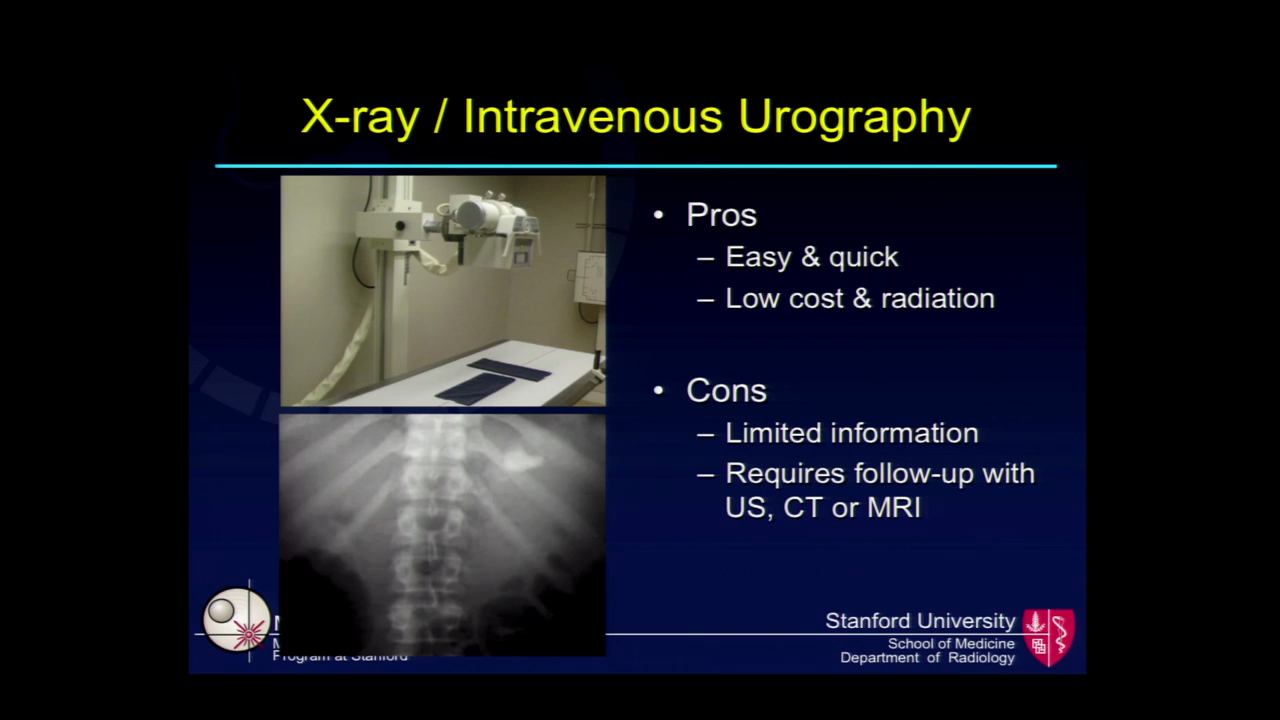 X-ray / Intravenous Urography
• Pros
– Easy & quick
– Low cost & radiation
• Cons
– Limited information
– Requires follow-up with
US, CT or MRI
Program at Stanford
Stanford University
School of Medicine
Department of Radiology